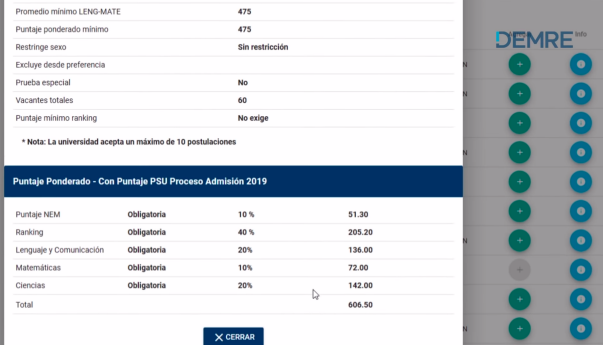 Promedio mínimo LENG-MATE 475
Puntaje ponderado mínimo 475
Restringe sexo Sin restricción
Excluye desde preferencia
Prueba especial No
Vacantes totales 60
Puntaje mínimo ranking No exige
* Nota: La universidad acepta un máximo de 10 postulaciones
Puntaje Ponderado - Con Puntaje PSU Proceso Admisión 2019
Puntaje NEM Obligatoria 10 % 51.30
Ranking Obligatoria 40 % 205.20
Lenguaje y Comunicación Obligatoria 20% 136.00
Matemáticas Obligatoria 10% 72.00
Ciencias Obligatoria 20% 142.00
Total 606.50
CERRAR
DEMRE
Info
N
N
N
N
N
N